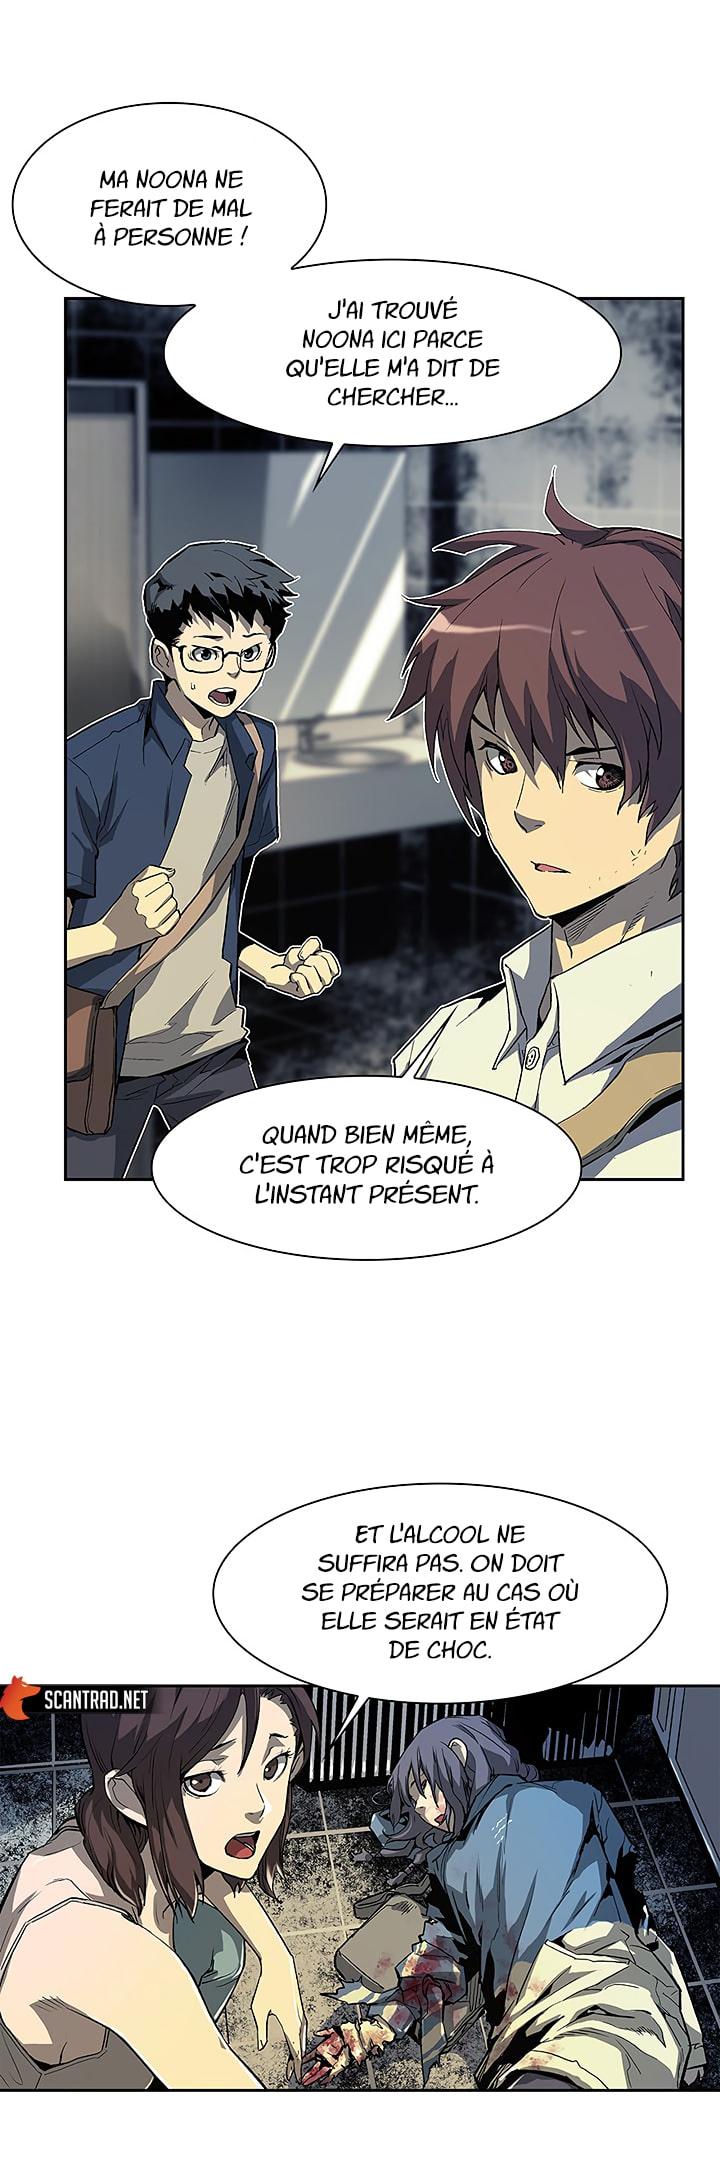 MA NOONA NE
FERAIT DE MAL
À PERSONNE !
J'AI TROUVÉ
NOONA ICI PARCE
QU'ELLE M'A DIT DE
CHERCHER...
QUAND BIEN MÊME,
C'EST TROP RISQUÉ À
L'INSTANT PRÉSENT.
ET L'ALCOOL NE
SUFFIRA PAS. ON DOIT
SE PRÉPARER AU CAS OÙ
ELLE SERAIT EN ÉTAT
DE CHOC.
SCANTRAD.NET